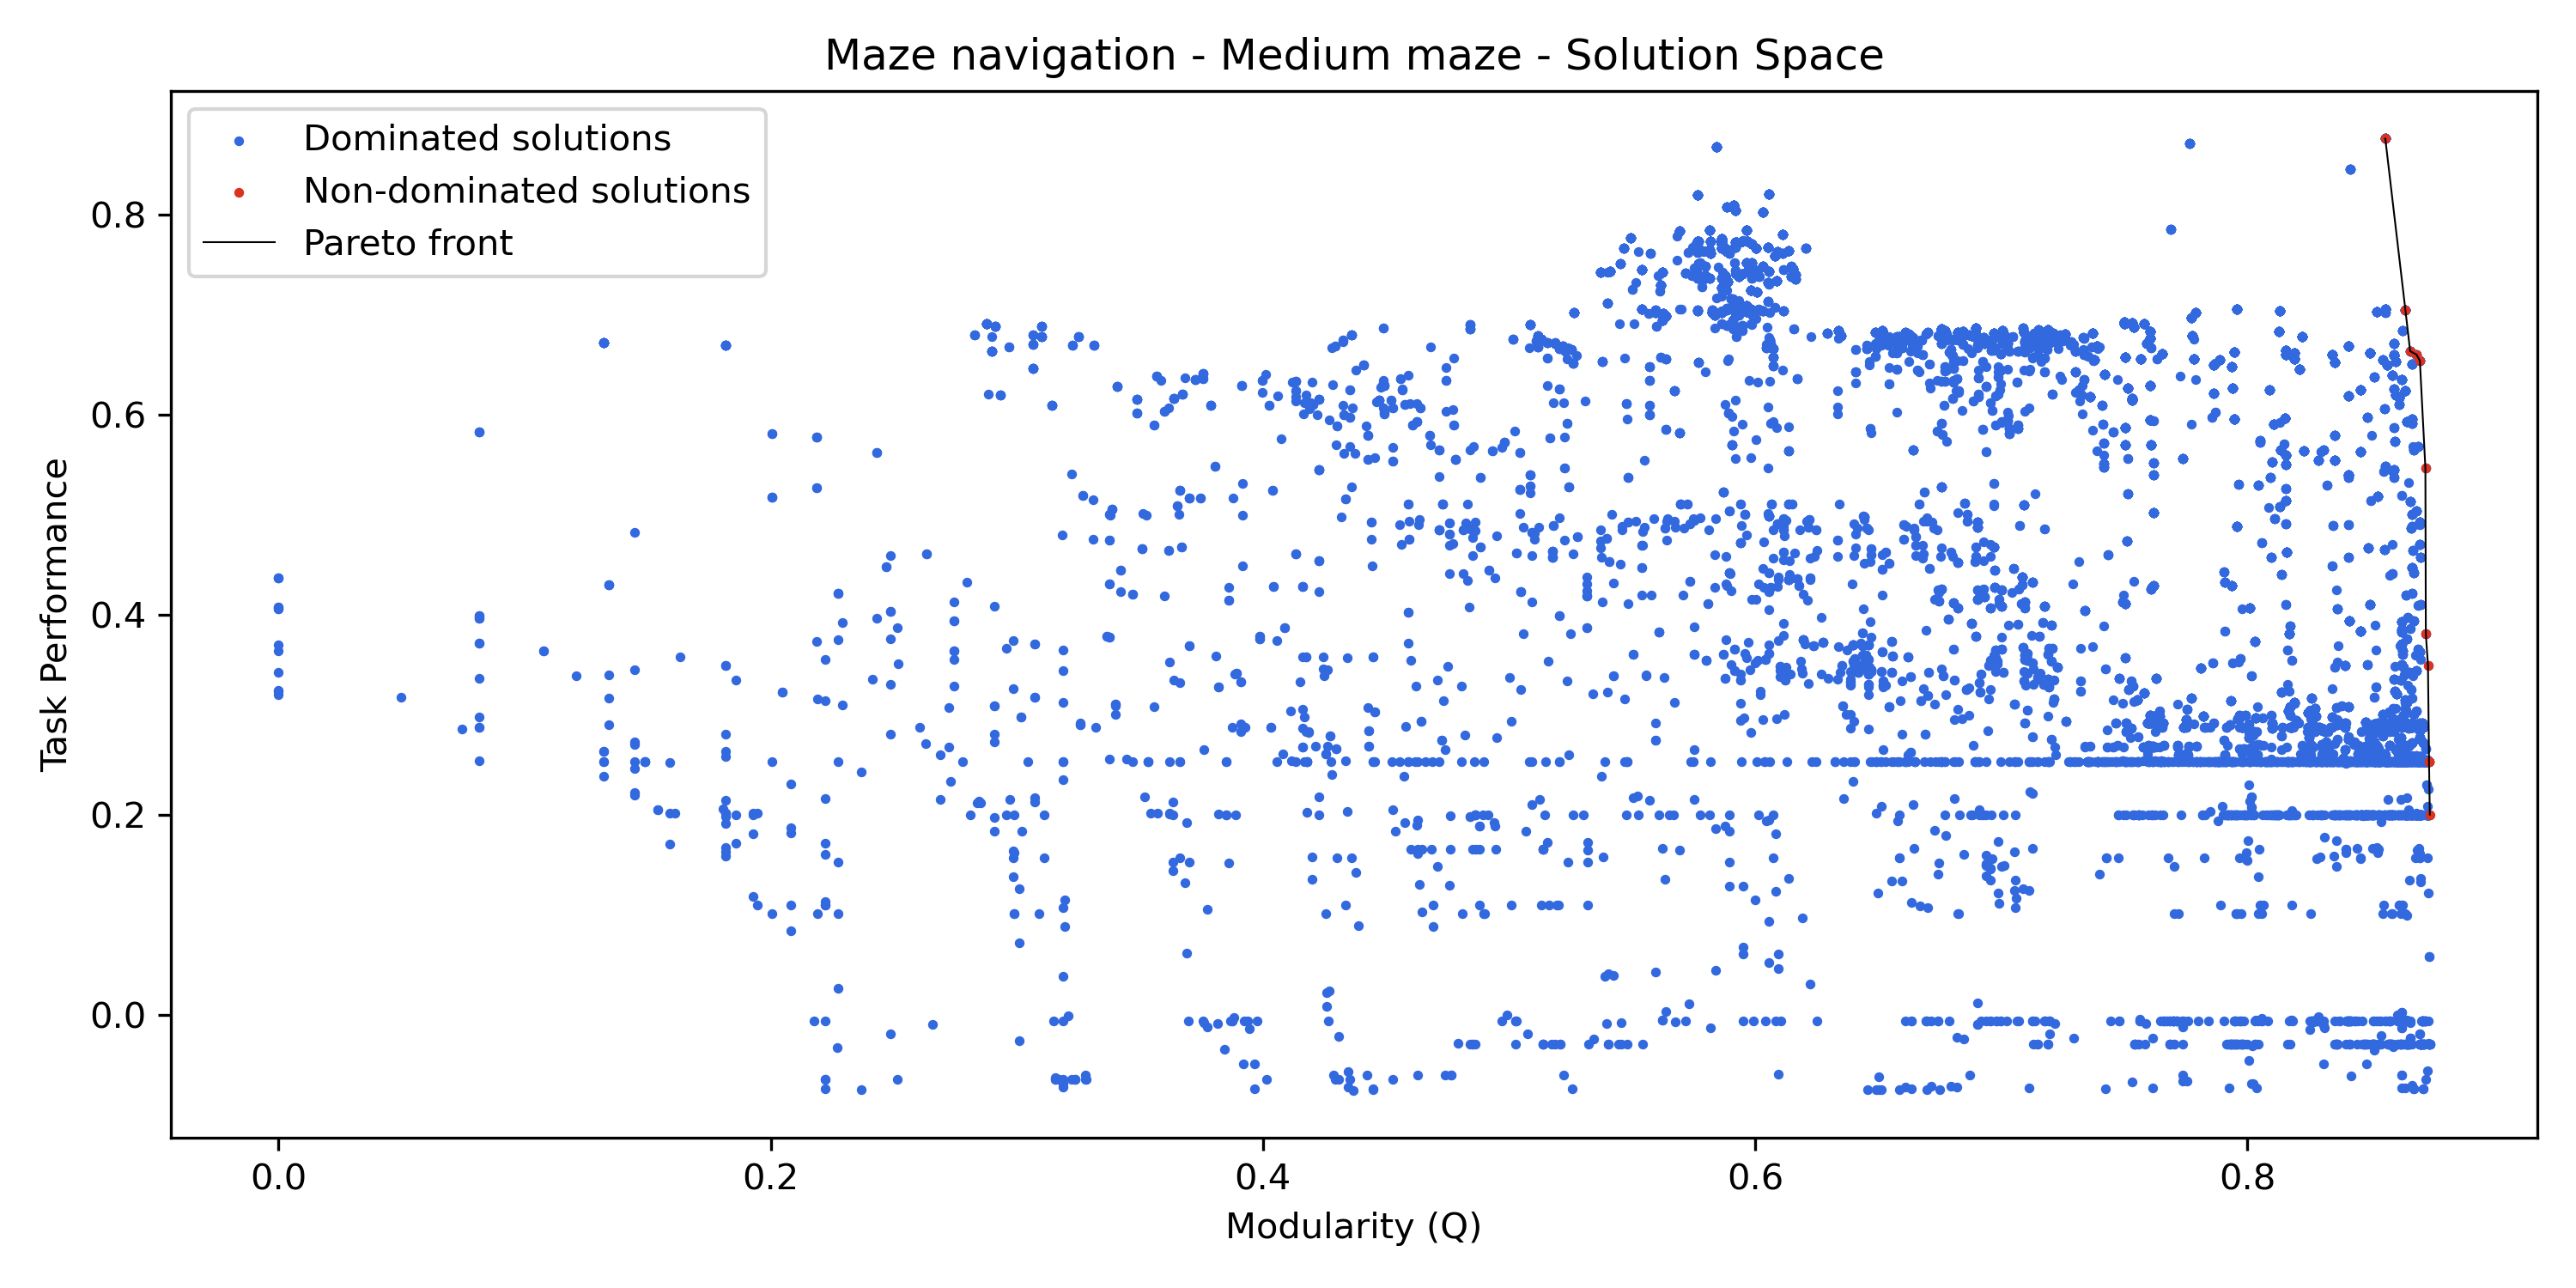 Maze navigation - Medium maze - Solution Space
Dominated solutions
Non-dominated solutions
Pareto front
Task Performance
0.8
0.6
0.4
0.2
0.0
0.0 0.2 0.4 0.6 0.8
Modularity (Q)